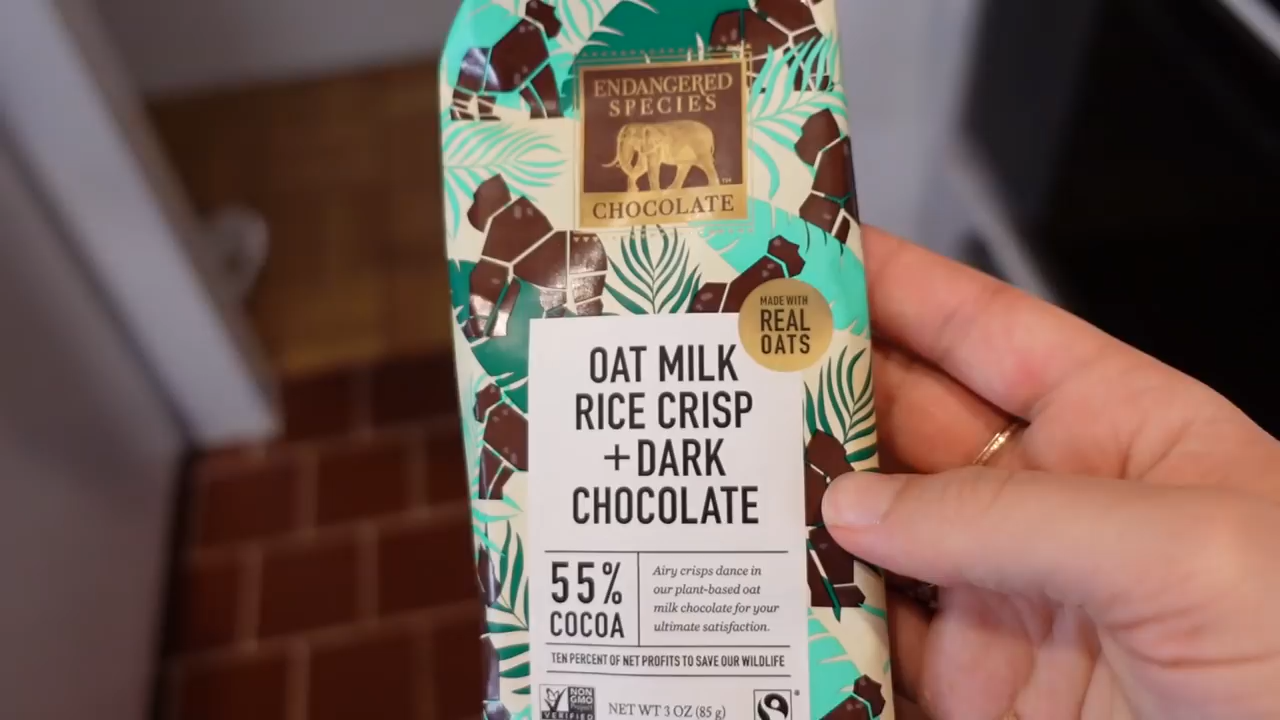 ENDANGERED
SPECIES
™
CHOCOLATE
MADE WITH
REAL
OATS
OAT MILK
RICE CRISP
+DARK
CHOCOLATE
55%
COCOA
Airy crisps dance in
our plant-based oat
milk chocolate for your
ultimate satisfaction.
TEN PERCENT OF NET PROFITS TO SAVE OUR WILDLIFE
NON
GMO
Project
VERIFIED
NET WT 3 OZ (85 g)
®